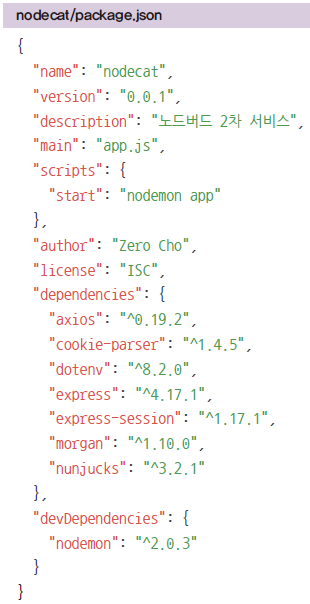 nodecat/package.json
{
  "name": "nodecat",
  "version": "0.0.1",
  "description": "노드버드 2차 서비스",
  "main": "app.js",
  "scripts": {
    "start": "nodemon app"
  },
  "author": "Zero Cho",
  "license": "ISC",
  "dependencies": {
    "axios": "^0.19.2",
    "cookie-parser": "^1.4.5",
    "dotenv": "^8.2.0",
    "express": "^4.17.1",
    "express-session": "^1.17.1",
    "morgan": "^1.10.0",
    "nunjucks": "^3.2.1"
  },
  "devDependencies": {
    "nodemon": "^2.0.3"
  }
}